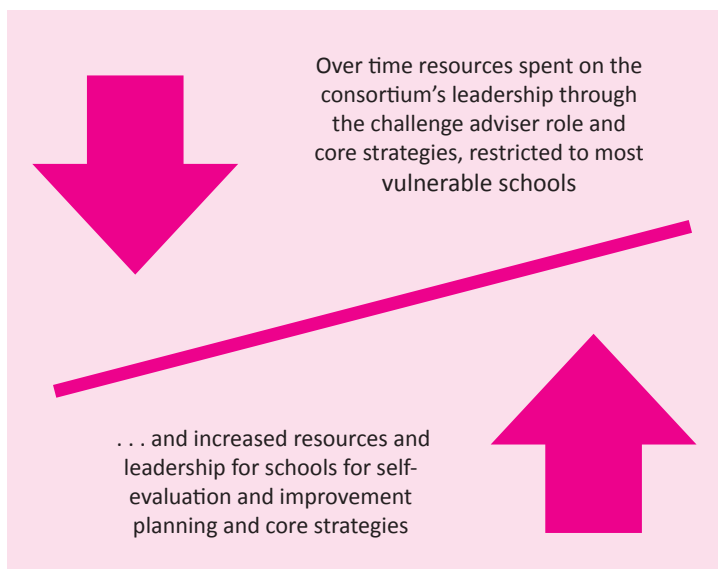 Over time resources spent on the
consortium’s leadership through
the challenge adviser role and
core strategies, restricted to most
vulnerable schools
. . . and increased resources and
leadership for schools for self-
evaluation and improvement
planning and core strategies